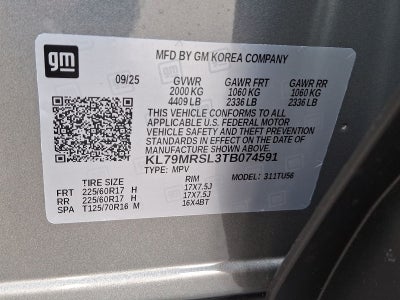 gm
MFD BY GM KOREA COMPANY
09/25 GVWR GAWR FRT GAWR RR
2000 KG 1060 KG 1060 KG
4409 LB 2336 LB 2336 LB
THIS VEHICLE CONFORMS TO ALL
APPLICABLE U.S. FEDERAL MOTOR
VEHICLE SAFETY, BUMPER, AND THEFT
PREVENTION STANDARDS IN EFFECT ON
THE DATE OF MANUFACTURE SHOWN ABOVE.
KL79MRSL3TB074591
TYPE: MPV MODEL: 311TU56
TIRE SIZE RIM
FRT 225/60R17 H 17X7.5J
RR 225/60R17 H 17X7.5J
SPA T125/70R16 M 16X4BT